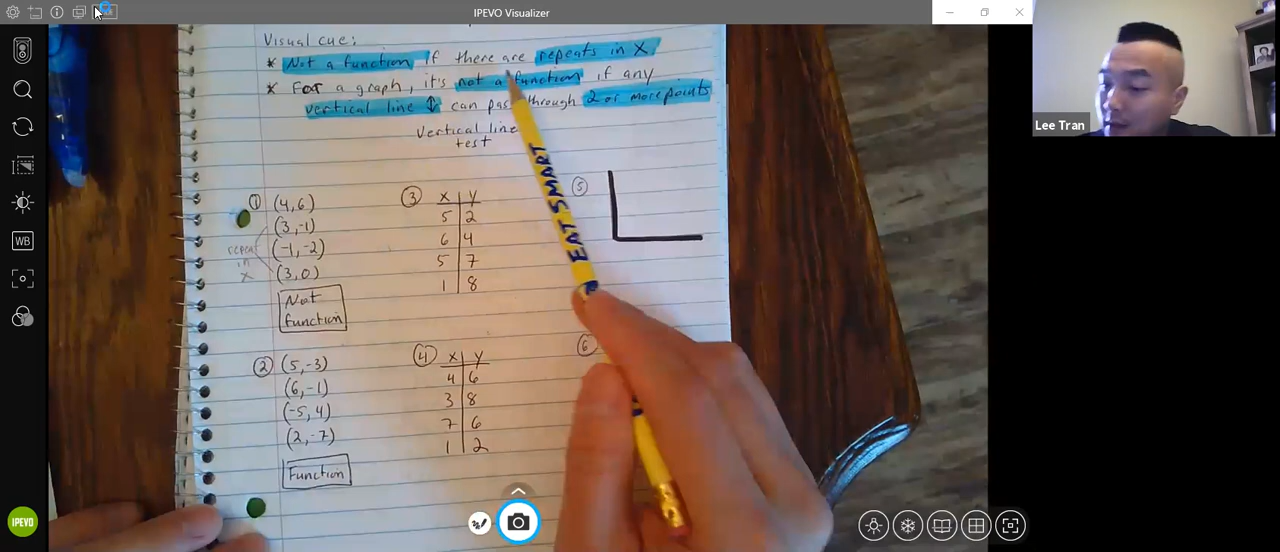 IPEVO Visualizer
Visual cue:
* Not a function if there are repeats in X.
* For a graph, it's not a function if any
vertical line ↕ can pass through 2 or more points
Vertical line
test
① (4,6)
(3,-1)
(-1,-2)
(3,0)
repeat
in
X
Not
function
② (5,-3)
(6,-1)
(-5,4)
(2,-7)
Function
③ X | Y
5 | 2
6 | 4
5 | 7
1 | 8
④ X | Y
4 | 6
3 | 8
7 | 6
1 | 2
⑤
⑥
EAT SMART
Lee Tran
WB
IPEVO